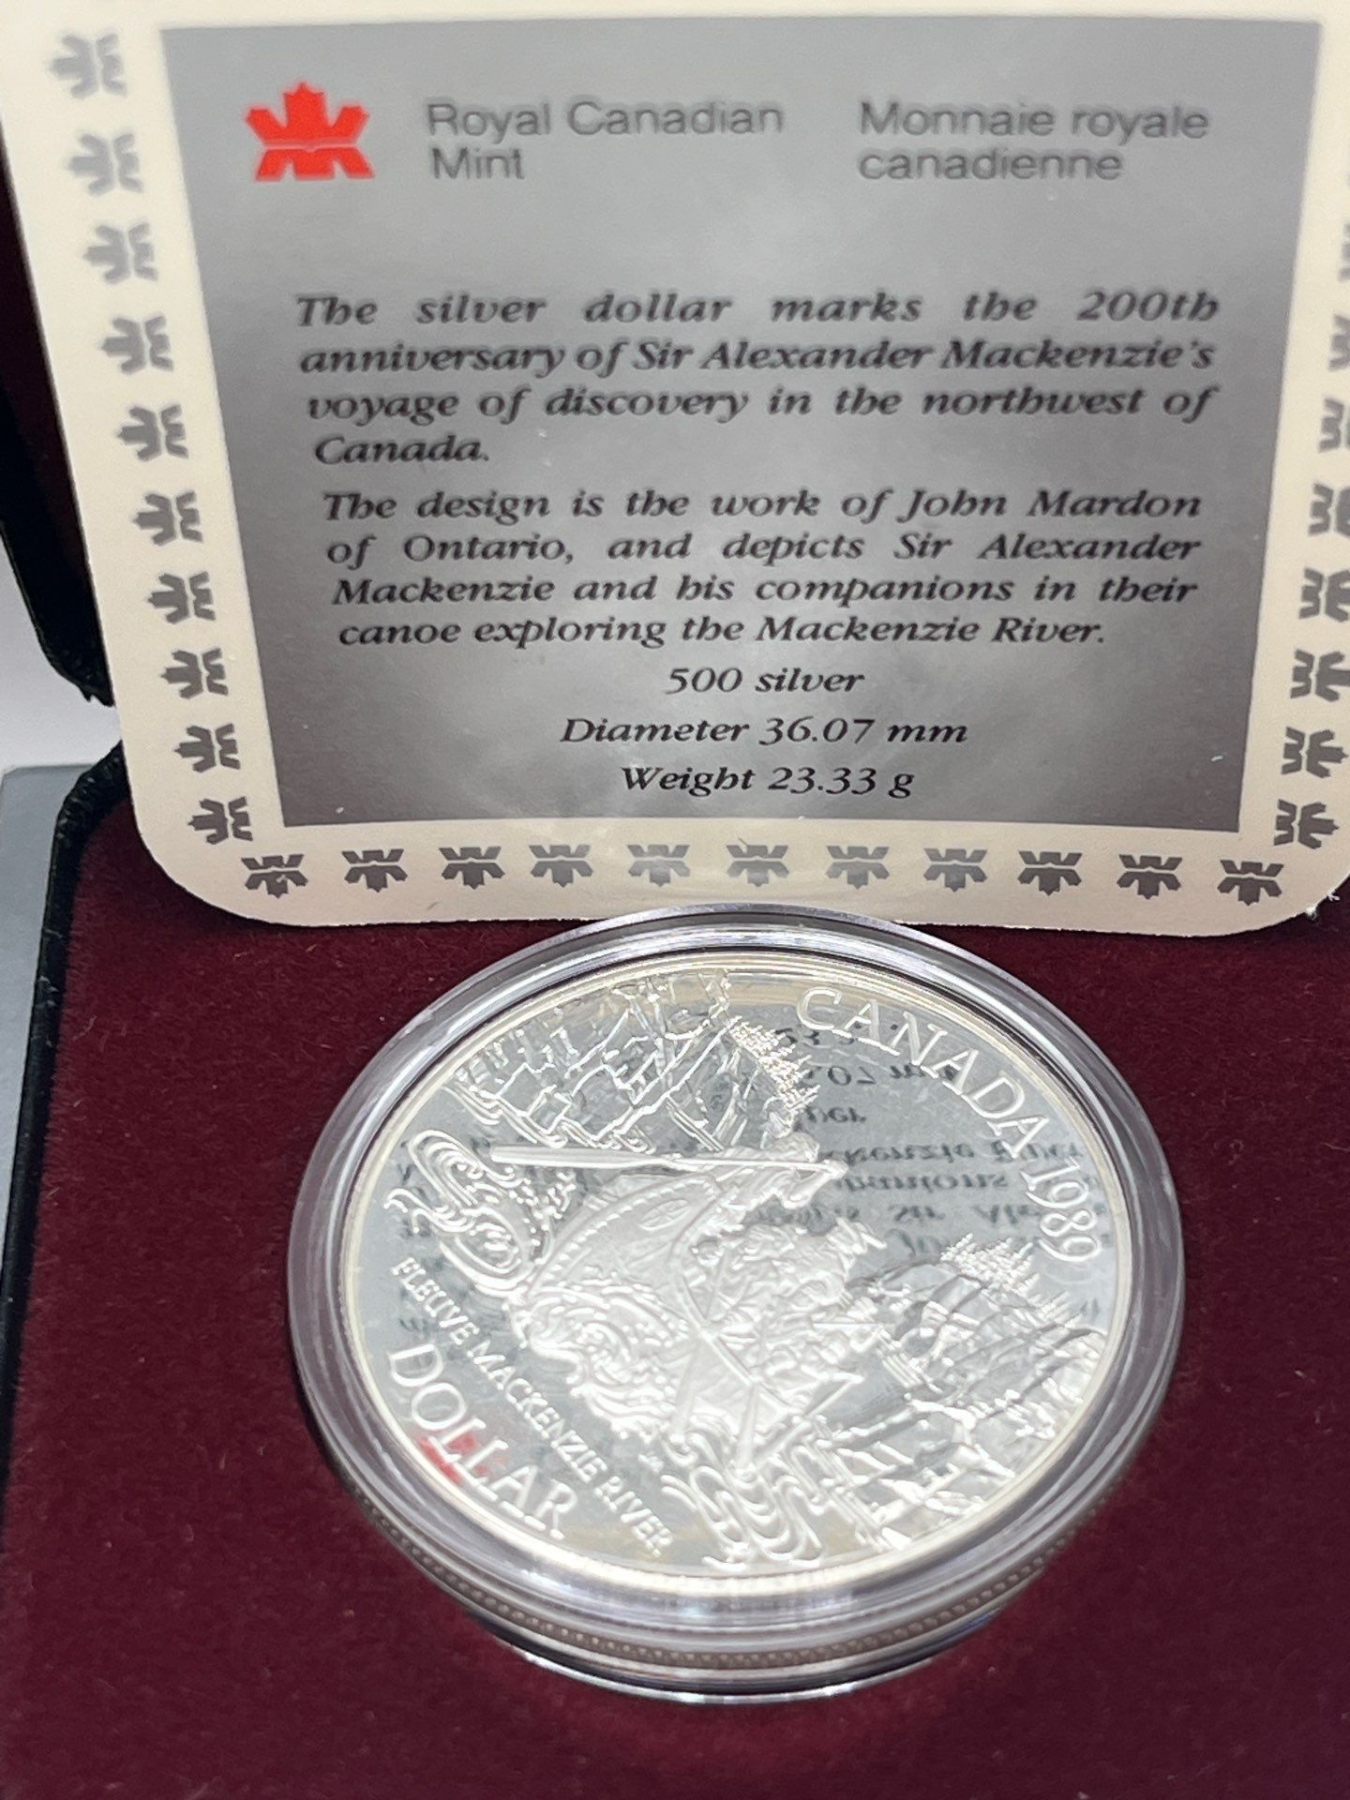 Royal Canadian
Mint
Monnaie royale
canadienne
The silver dollar marks the 200th
anniversary of Sir Alexander Mackenzie's
voyage of discovery in the northwest of
Canada.
The design is the work of John Mardon
of Ontario, and depicts Sir Alexander
Mackenzie and his companions in their
canoe exploring the Mackenzie River.
500 silver
Diameter 36.07 mm
Weight 23.33 g
CANADA 1989
FLEUVE MACKENZIE RIVER
DOLLAR